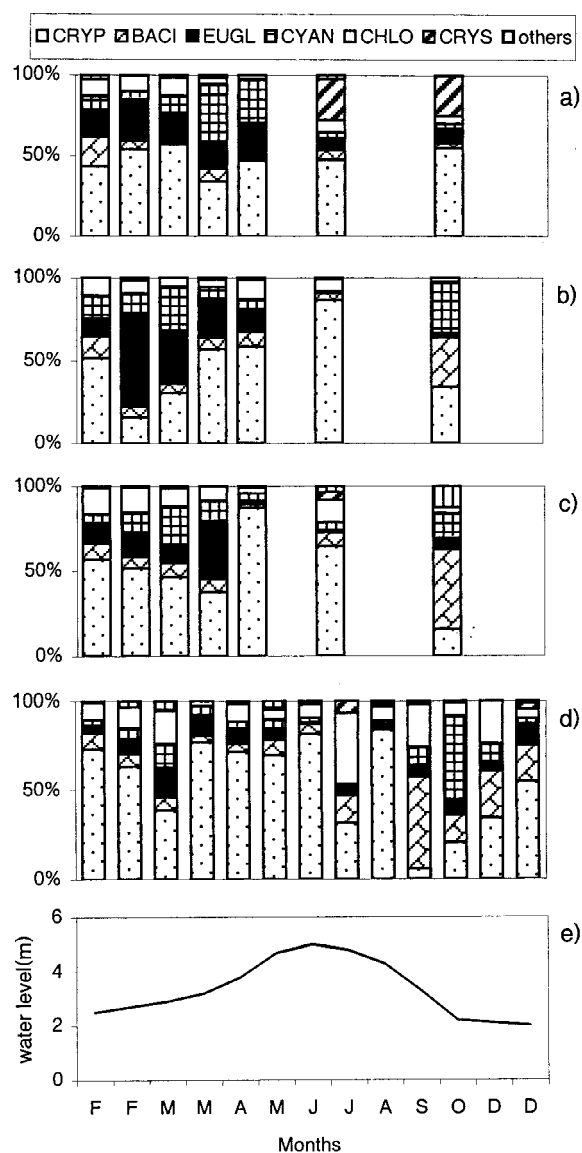 CRYP BACI EUGL CYAN CHLO CRYS others
100%
a)
50%
0%
100%
b)
50%
0%
100%
c)
50%
0%
100%
d)
50%
0%
6
e)
4
2
0
water level(m)
F F M M A M J J A S O D D
Months